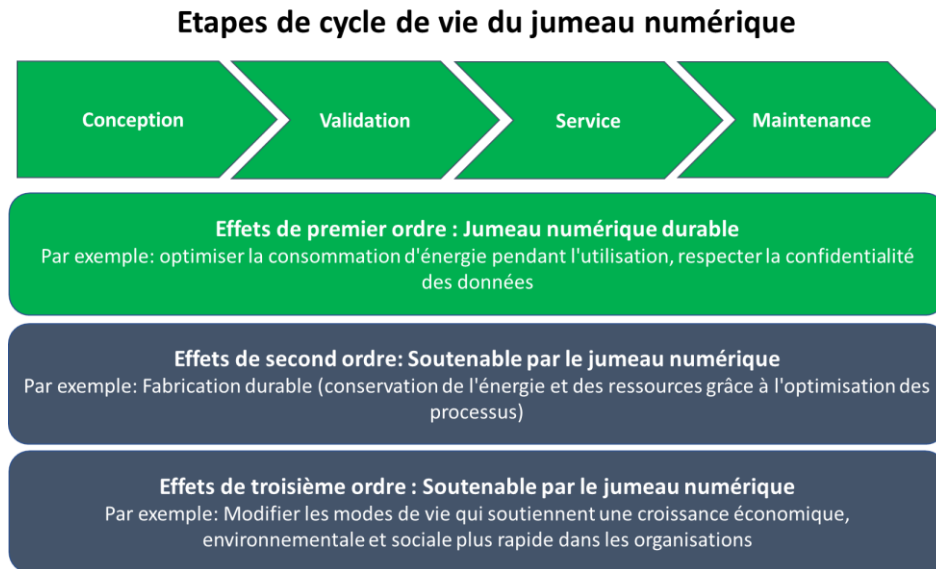 Etapes de cycle de vie du jumeau numérique
Conception
Validation
Service
Maintenance
Effets de premier ordre : Jumeau numérique durable
Par exemple: optimiser la consommation d'énergie pendant l'utilisation, respecter la confidentialité
des données
Effets de second ordre: Soutenable par le jumeau numérique
Par exemple: Fabrication durable (conservation de l'énergie et des ressources grâce à l'optimisation des
processus)
Effets de troisième ordre : Soutenable par le jumeau numérique
Par exemple: Modifier les modes de vie qui soutiennent une croissance économique,
environnementale et sociale plus rapide dans les organisations